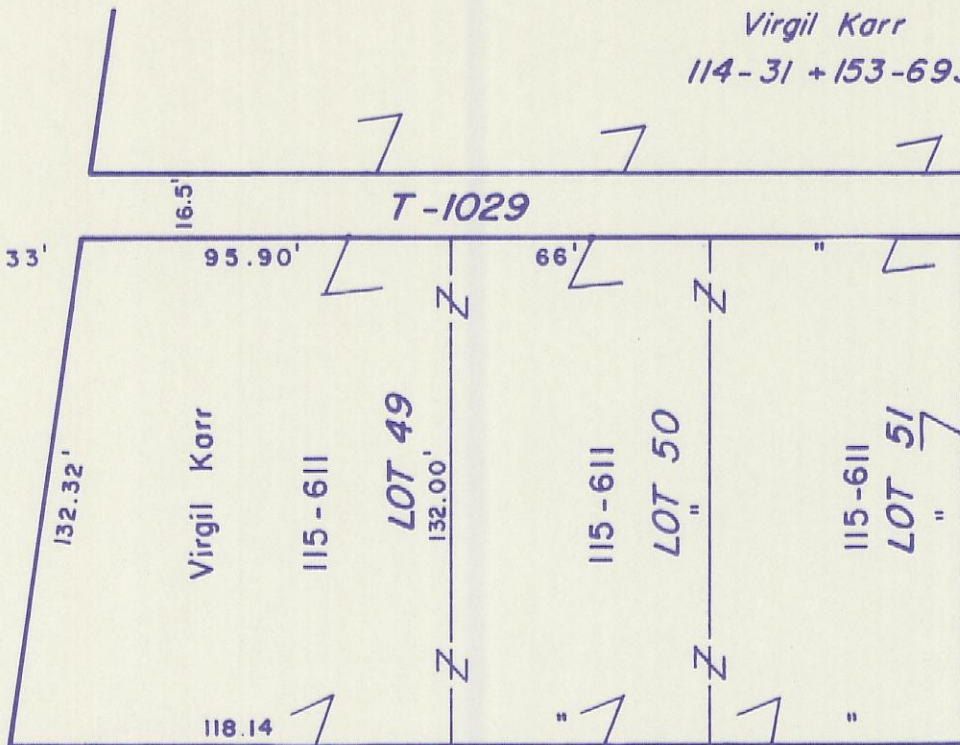 Virgil Karr
114-31 + 153-693
16.5'
T-1029
33'
95.90'
66'
"
132.32'
Virgil Karr
115-611
LOT 49
132.00'
115-611
LOT 50
"
115-611
LOT 51
"
118.14
"
"